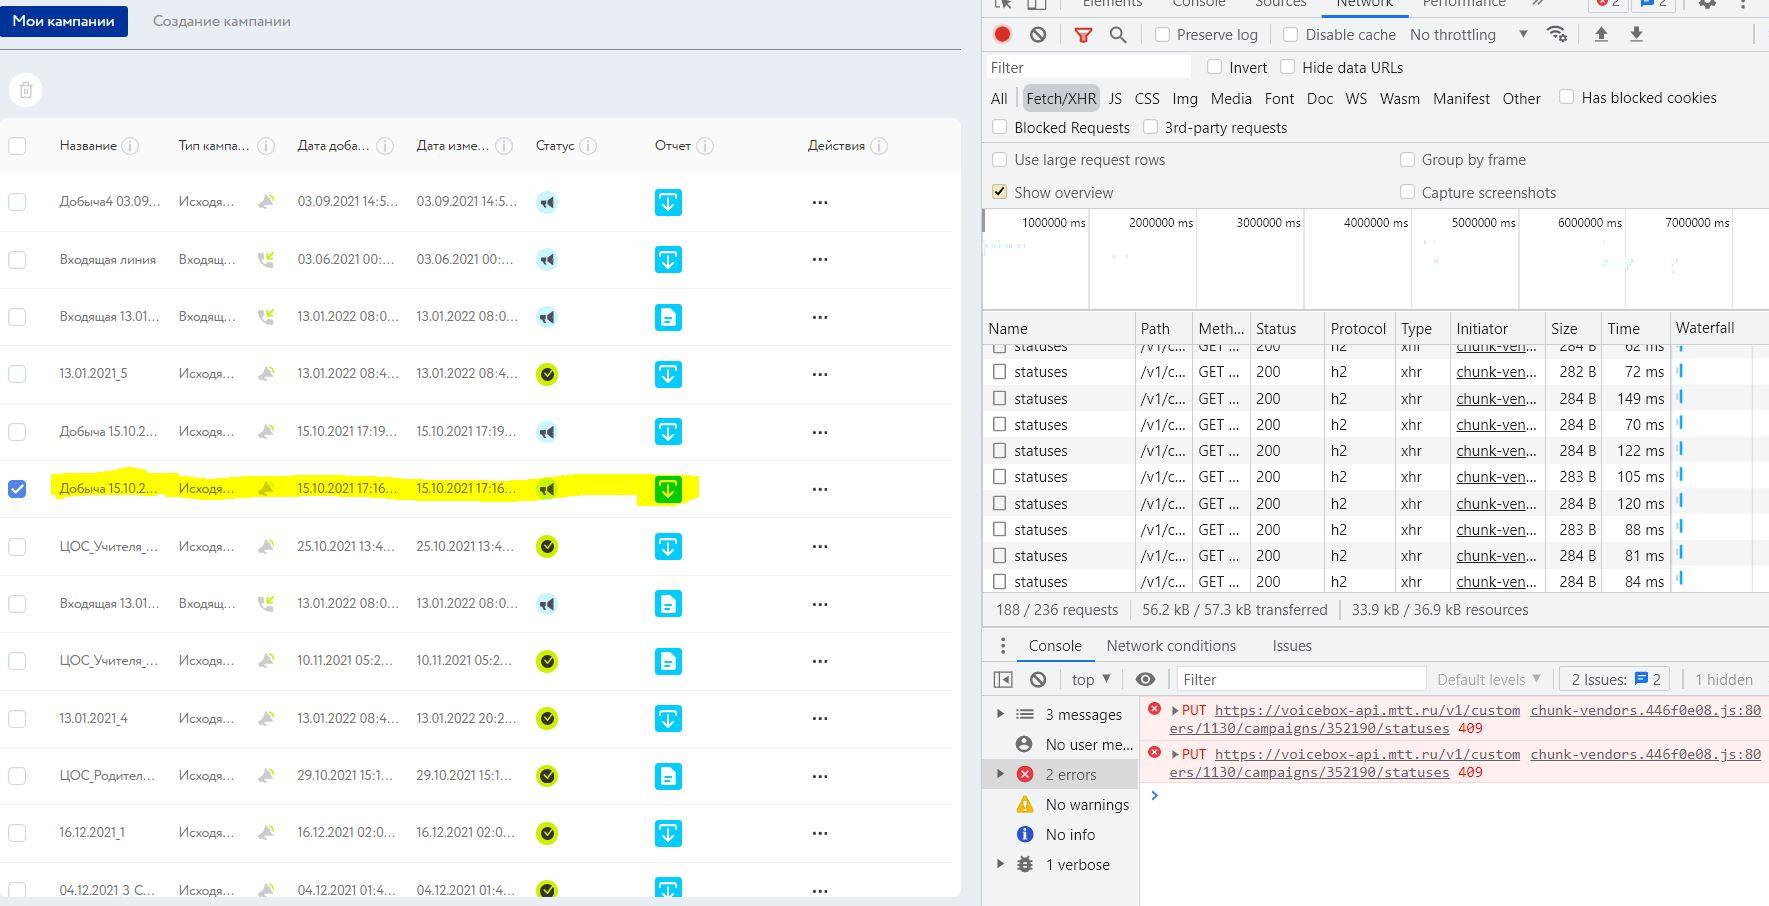 Мои кампании Создание кампании
Название Тип кампа... Дата доба... Дата изме... Статус Отчет Действия
Добыча4 03.09... Исходя... 03.09.2021 14:5... 03.09.2021 14:5... ...
Входящая линия Входящ... 03.06.2021 00:... 03.06.2021 00:... ...
Входящая 13.01... Входящ... 13.01.2022 08:0... 13.01.2022 08:0... ...
13.01.2021_5 Исходя... 13.01.2022 08:4... 13.01.2022 08:4... ...
Добыча 15.10.2... Исходя... 15.10.2021 17:19... 15.10.2021 17:19... ...
Добыча 15.10.2... Исходя... 15.10.2021 17:16... 15.10.2021 17:16... ...
ЦОС_Учителя_... Исходя... 25.10.2021 13:4... 25.10.2021 13:4... ...
Входящая 13.01... Входящ... 13.01.2022 08:0... 13.01.2022 08:0... ...
ЦОС_Учителя_... Исходя... 10.11.2021 05:2... 10.11.2021 05:2... ...
13.01.2021_4 Исходя... 13.01.2022 08:4... 13.01.2022 20:2... ...
ЦОС_Родител... Исходя... 29.10.2021 15:1... 29.10.2021 15:1... ...
16.12.2021_1 Исходя... 16.12.2021 02:0... 16.12.2021 02:0... ...
04.12.2021 3 С... Исходя... 04.12.2021 01:4... 04.12.2021 01:4... ...
Elements Console Sources Network Performance » 2 2
Preserve log Disable cache No throttling
Filter Invert Hide data URLs
All Fetch/XHR JS CSS Img Media Font Doc WS Wasm Manifest Other Has blocked cookies
Blocked Requests 3rd-party requests
Use large request rows Group by frame
Show overview Capture screenshots
1000000 ms 2000000 ms 3000000 ms 4000000 ms 5000000 ms 6000000 ms 7000000 ms
Name Path Meth... Status Protocol Type Initiator Size Time Waterfall
statuses /v1/c... GET ... 200 h2 xhr chunk-ven... 284 B 62 ms
statuses /v1/c... GET ... 200 h2 xhr chunk-ven... 282 B 72 ms
statuses /v1/c... GET ... 200 h2 xhr chunk-ven... 284 B 149 ms
statuses /v1/c... GET ... 200 h2 xhr chunk-ven... 284 B 70 ms
statuses /v1/c... GET ... 200 h2 xhr chunk-ven... 284 B 122 ms
statuses /v1/c... GET ... 200 h2 xhr chunk-ven... 283 B 105 ms
statuses /v1/c... GET ... 200 h2 xhr chunk-ven... 284 B 120 ms
statuses /v1/c... GET ... 200 h2 xhr chunk-ven... 283 B 88 ms
statuses /v1/c... GET ... 200 h2 xhr chunk-ven... 284 B 81 ms
statuses /v1/c... GET ... 200 h2 xhr chunk-ven... 284 B 84 ms
188 / 236 requests 56.2 kB / 57.3 kB transferred 33.9 kB / 36.9 kB resources
Console Network conditions Issues
top Filter Default levels 2 Issues: 2 1 hidden
3 messages
No user me...
2 errors
No warnings
No info
1 verbose
PUT https://voicebox-api.mtt.ru/v1/custom chunk-vendors.446f0e08.js:80
ers/1130/campaigns/352190/statuses 409
PUT https://voicebox-api.mtt.ru/v1/custom chunk-vendors.446f0e08.js:80
ers/1130/campaigns/352190/statuses 409